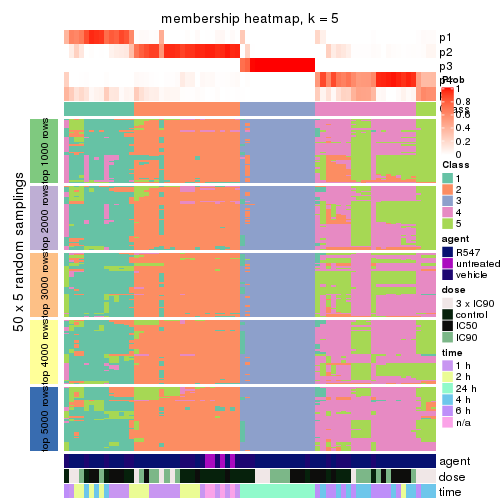 membership heatmap, k = 5
p1
p2
p3
Prob
1
0.8
0.6
0.4
0.2
0
Class
1
2
3
4
5
agent
R547
untreated
vehicle
dose
3 x IC90
control
IC50
IC90
time
1 h
2 h
24 h
4 h
6 h
n/a
50 x 5 random samplings
top 1000 rows
top 2000 rows
top 3000 rows
top 4000 rows
top 5000 rows
agent
dose
time